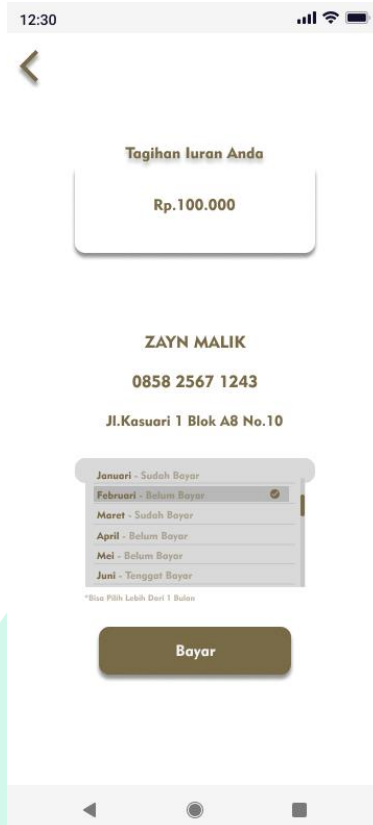 12:30
Tagihan Iuran Anda
Rp.100.000
ZAYN MALIK
0858 2567 1243
Jl.Kasuari 1 Blok A8 No.10
Januari - Sudah Bayar
Februari - Belum Bayar
Maret - Sudah Bayar
April - Belum Bayar
Mei - Belum Bayar
Juni - Tenggat Bayar
*Bisa Pilih Lebih Dari 1 Bulan
Bayar